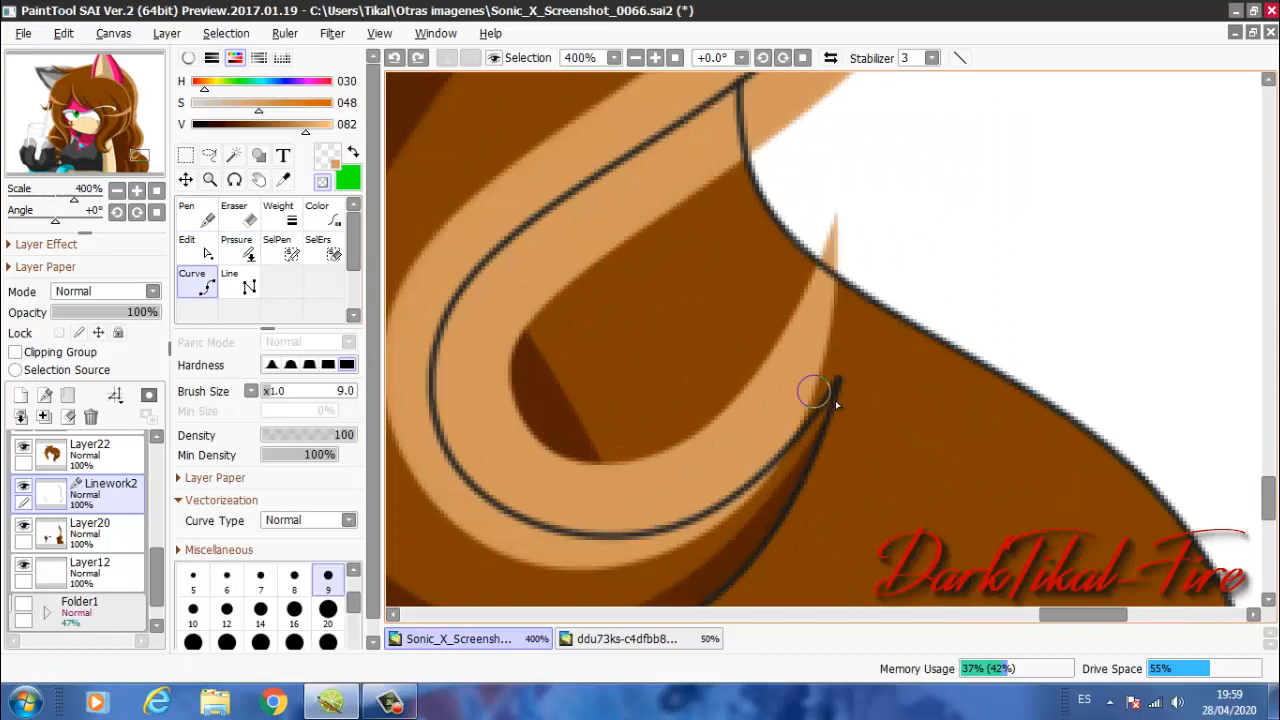 PaintTool SAI Ver.2 (64bit) Preview.2017.01.19 - C:\Users\Tikal\Otras imagenes\Sonic_X_Screenshot_0066.sai2 (*)
File Edit Canvas Layer Selection Ruler Filter View Window Help
Selection 400% +0.0° Stabilizer 3
H 030
S 048
V 082
Scale 400%
Angle +0°
Layer Effect
Layer Paper
Mode Normal
Opacity 100%
Lock
Clipping Group
Selection Source
Layer22
Normal
100%
Linework2
Normal
100%
Layer20
Normal
100%
Layer12
Normal
100%
Folder1
Normal
47%
T
Pen Eraser Weight Color
Edit Prssure SelPen SelErs
Curve Line
Paint Mode Normal
Hardness
Brush Size x1.0 9.0
Min Size 0%
Density 100
Min Density 100%
Layer Paper
Vectorization
Curve Type Normal
Miscellaneous
5 6 7 8 9
10 12 14 16 20
DarkTikal-Fire
Sonic_X_Screensh... 400% ddu73ks-c4dfbb8... 50%
Memory Usage 37% (42%) Drive Space 55%
ES 19:59
28/04/2020